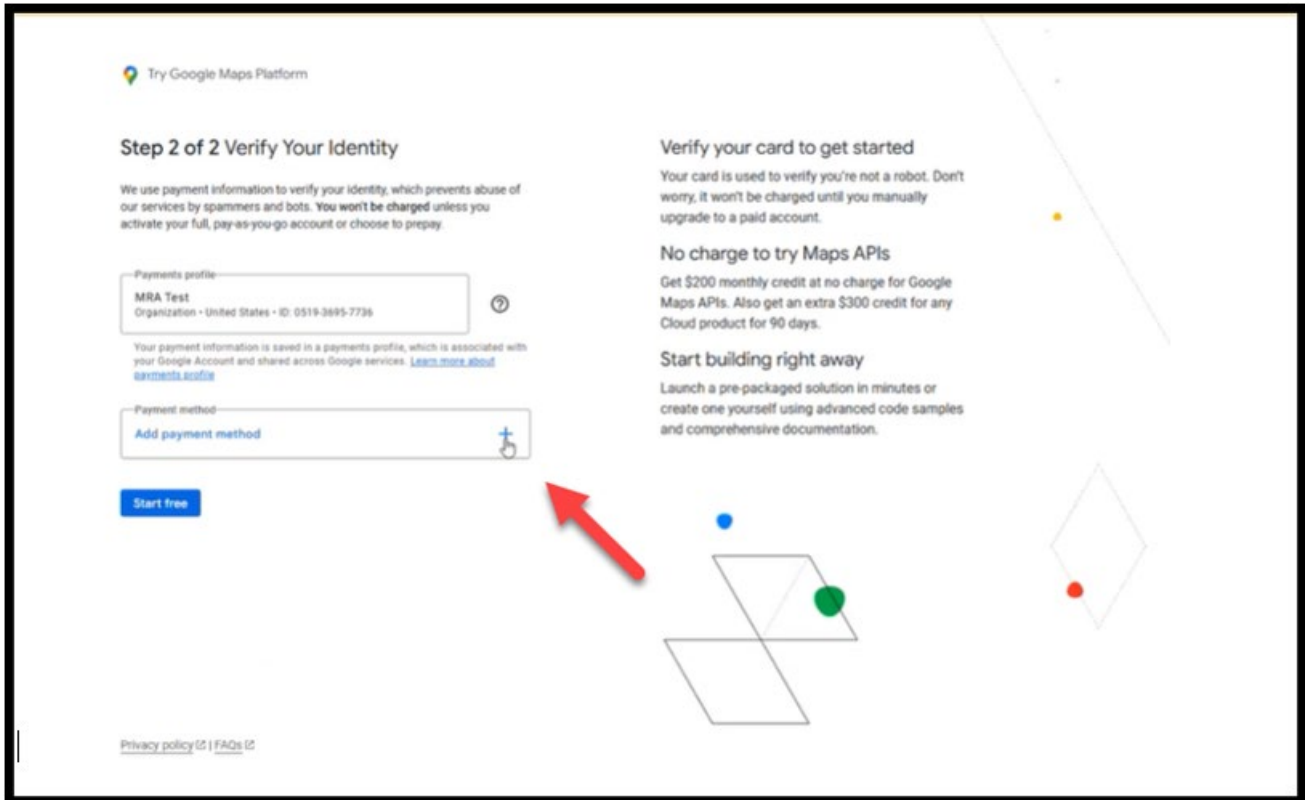 Try Google Maps Platform
Step 2 of 2 Verify Your Identity
We use payment information to verify your identity, which prevents abuse of
our services by spammers and bots. You won't be charged unless you
activate your full, pay-as-you-go account or choose to prepay.
Payments profile
MRA Test
Organization • United States • ID: 0519-3695-7736
Your payment information is saved in a payments profile, which is associated with
your Google Account and shared across Google services. Learn more about
payments profile
Payment method
Add payment method
Start free
Privacy policy | FAQs
Verify your card to get started
Your card is used to verify you're not a robot. Don't
worry, it won't be charged until you manually
upgrade to a paid account.
No charge to try Maps APIs
Get $200 monthly credit at no charge for Google
Maps APIs. Also get an extra $300 credit for any
Cloud product for 90 days.
Start building right away
Launch a pre-packaged solution in minutes or
create one yourself using advanced code samples
and comprehensive documentation.